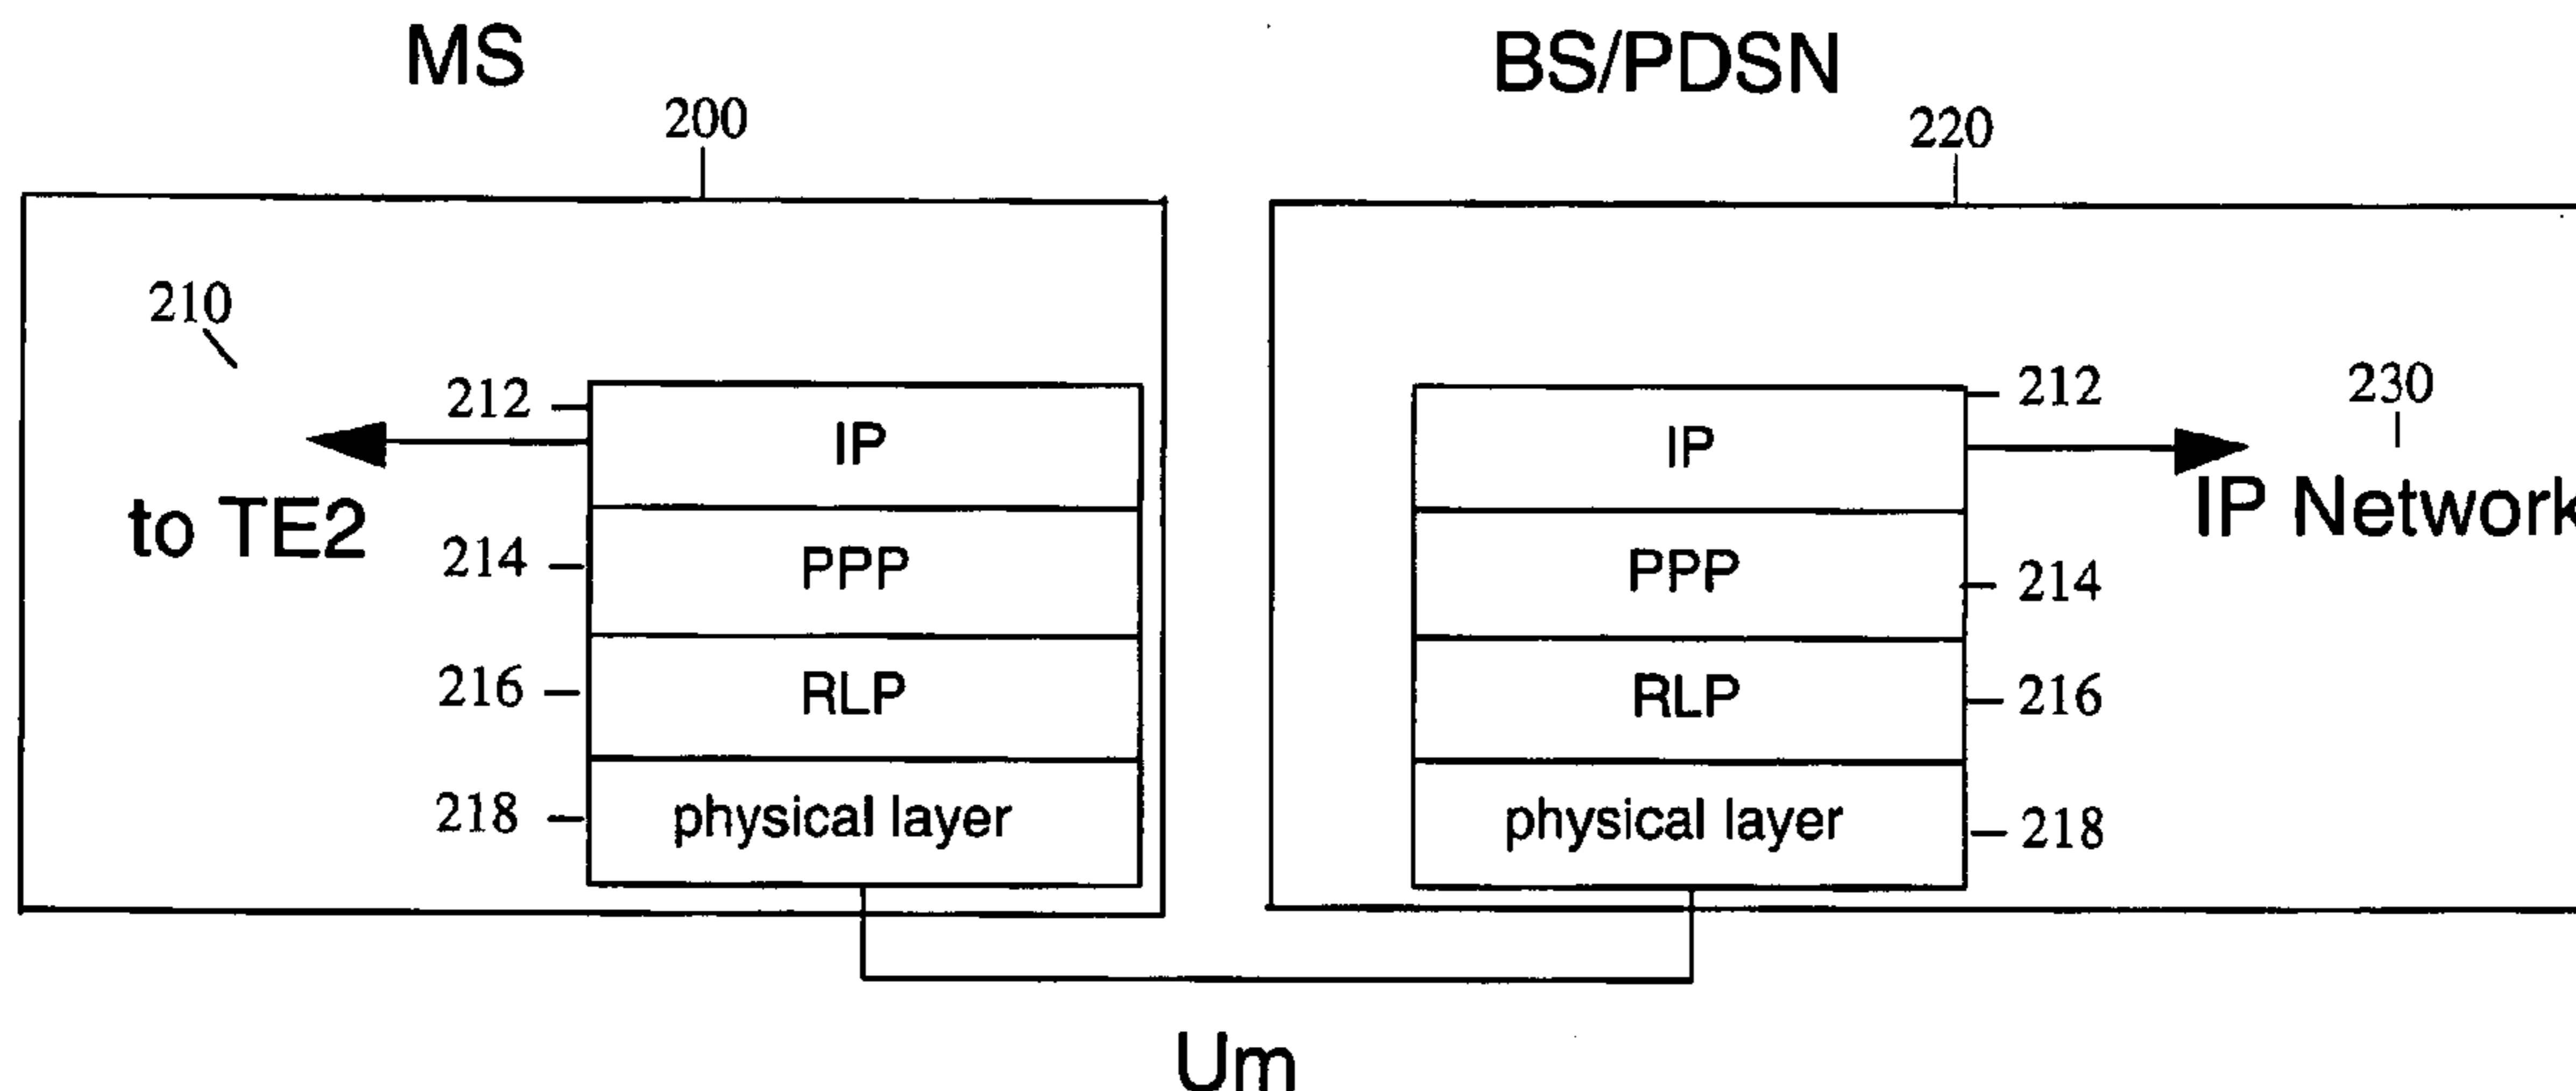 MS
BS/PDSN
200
220
210
212
IP
IP
212
230
to TE2
IP Network
214
PPP
PPP
214
216
RLP
RLP
216
218
physical layer
physical layer
218
Um